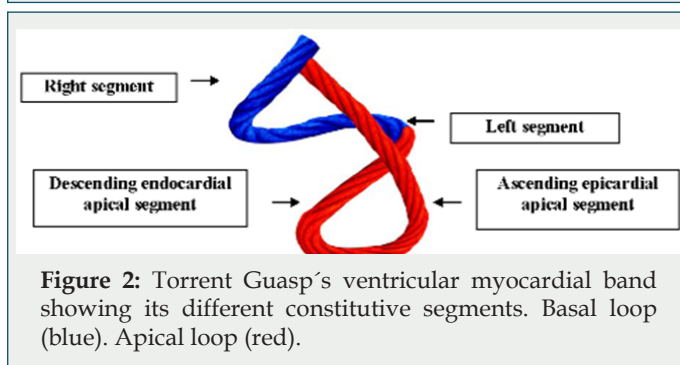 Right segment
Left segment
Descending endocardial
apical segment
Ascending epicardial
apical segment
Figure 2: Torrent Guasp´s ventricular myocardial band
showing its different constitutive segments. Basal loop
(blue). Apical loop (red).